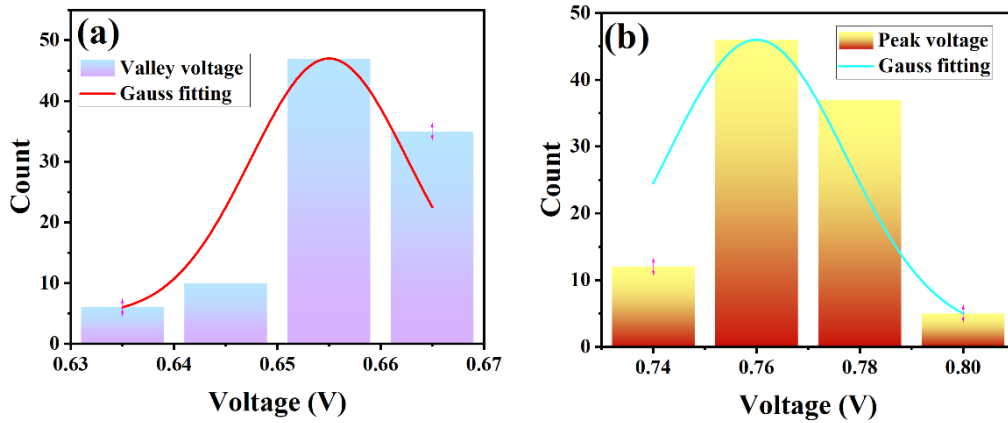 (a)
Valley voltage
Gauss fitting
50
40
30
20
10
0
Count
0.63 0.64 0.65 0.66 0.67
Voltage (V)
(b)
Peak voltage
Gauss fitting
50
40
30
20
10
0
Count
0.74 0.76 0.78 0.80
Voltage (V)